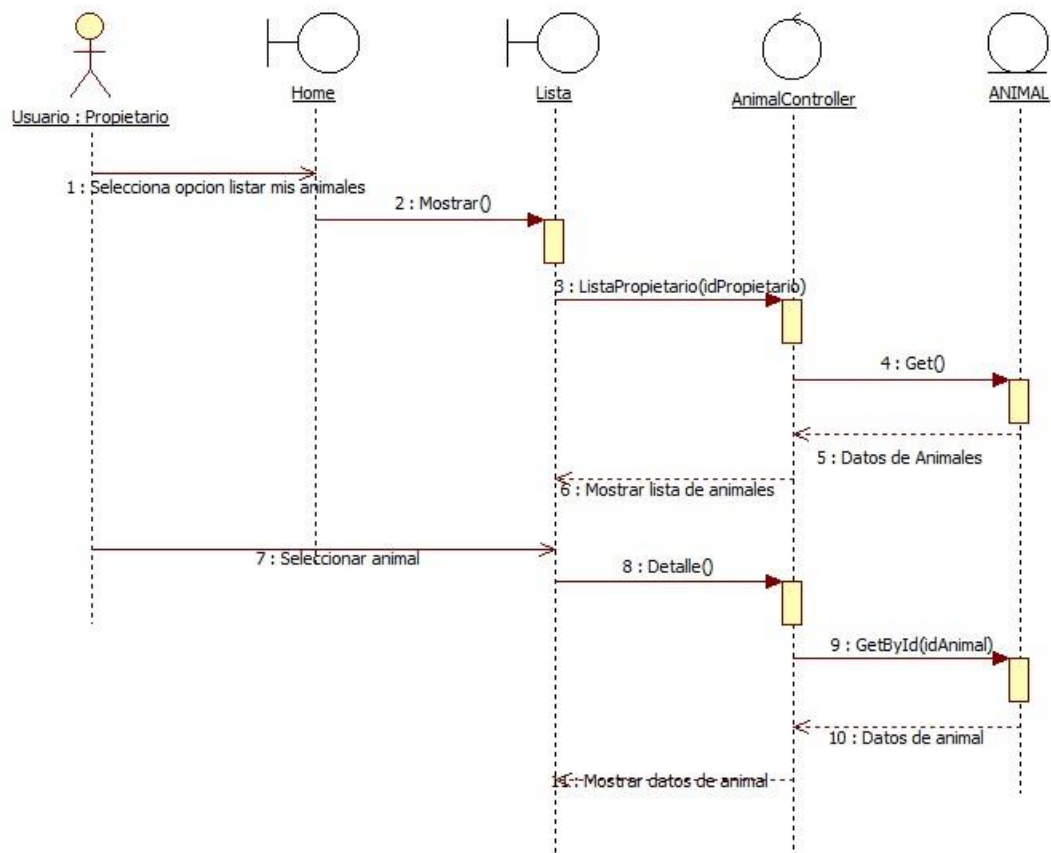 Usuario : Propietario
Home
Lista
AnimalController
ANIMAL
1 : Selecciona opcion listar mis animales
2 : Mostrar()
3 : ListaPropietario(idPropietario)
4 : Get()
5 : Datos de Animales
6 : Mostrar lista de animales
7 : Seleccionar animal
8 : Detalle()
9 : GetById(idAnimal)
10 : Datos de animal
11 : Mostrar datos de animal